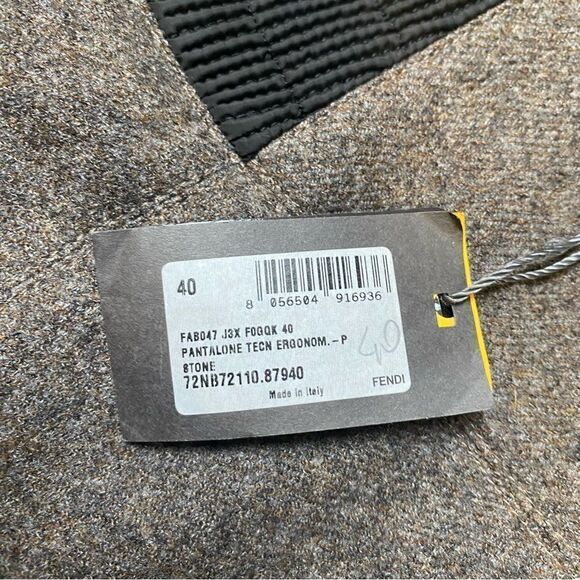 40
8 056504 916936
FAB047 J3X F0GQK 40
PANTALONE TECN ERGONOM.-P
STONE
72NB72110.87940
40
Made in Italy
FENDI